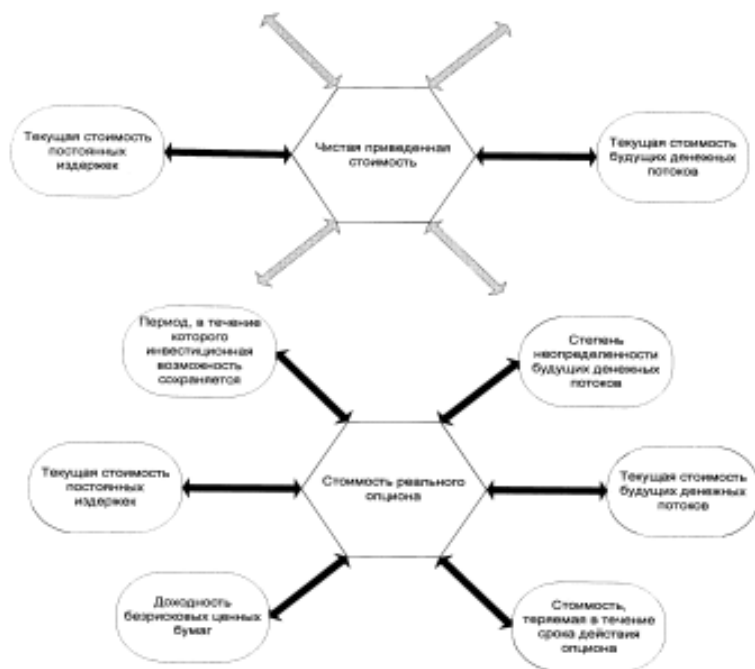 Текущая стоимость
постоянных
издержек
Чистая приведенная
стоимость
Текущая стоимость
будущих денежных
потоков
Период, в течение
которого
инвестиционная
возможность
сохраняется
Степень
неопределенности
будущих денежных
потоков
Текущая стоимость
постоянных
издержек
Стоимость реального
опциона
Текущая стоимость
будущих денежных
потоков
Доходность
безрисковых ценных
бумаг
Стоимость,
теряемая в течение
срока действия
опциона